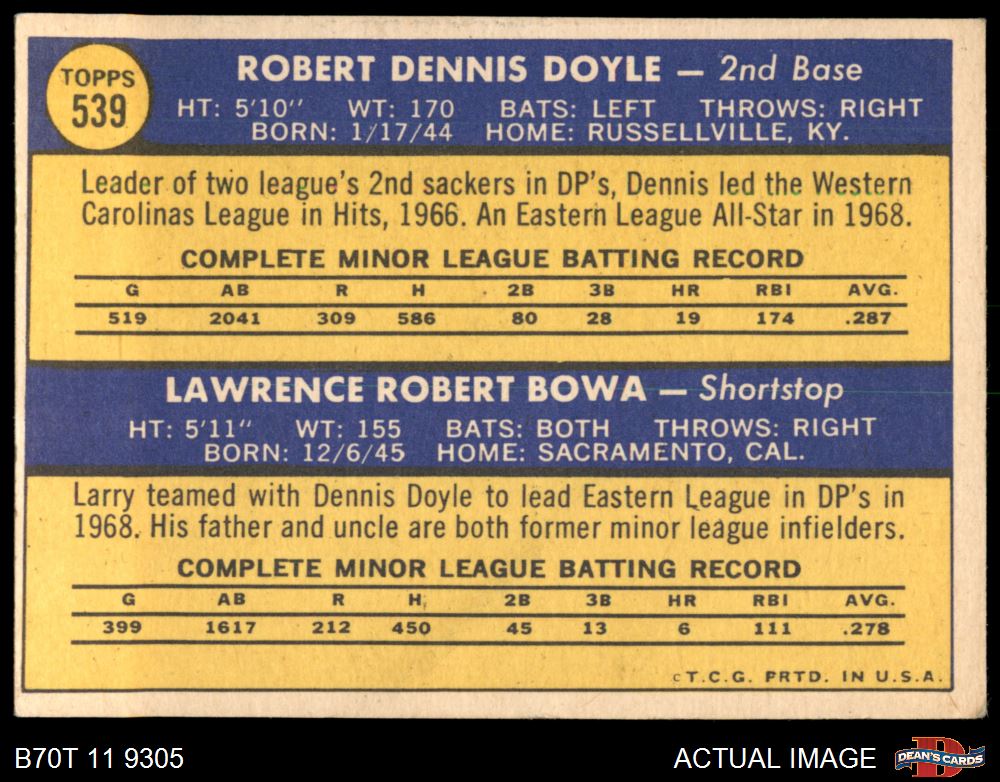 TOPPS
539
ROBERT DENNIS DOYLE — 2nd Base
HT: 5'10" WT: 170 BATS: LEFT THROWS: RIGHT
BORN: 1/17/44 HOME: RUSSELLVILLE, KY.
Leader of two league's 2nd sackers in DP's, Dennis led the Western
Carolinas League in Hits, 1966. An Eastern League All-Star in 1968.
COMPLETE MINOR LEAGUE BATTING RECORD
G AB R H 2B 3B HR RBI AVG.
519 2041 309 586 80 28 19 174 .287
LAWRENCE ROBERT BOWA — Shortstop
HT: 5'11" WT: 155 BATS: BOTH THROWS: RIGHT
BORN: 12/6/45 HOME: SACRAMENTO, CAL.
Larry teamed with Dennis Doyle to lead Eastern League in DP's in
1968. His father and uncle are both former minor league infielders.
COMPLETE MINOR LEAGUE BATTING RECORD
G AB R H 2B 3B HR RBI AVG.
399 1617 212 450 45 13 6 111 .278
©T.C.G. PRTD. IN U.S.A.
B70T 11 9305
ACTUAL IMAGE
D
DEAN'S CARDS